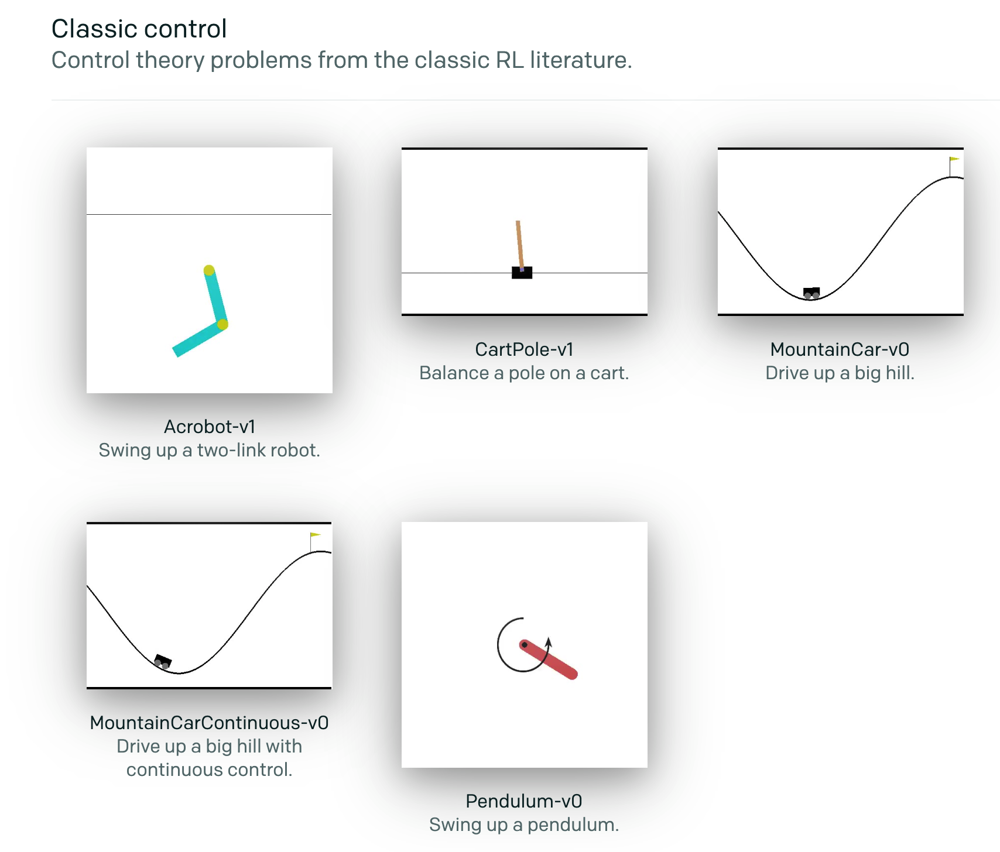 Classic control
Control theory problems from the classic RL literature.
Acrobot-v1
Swing up a two-link robot.
CartPole-v1
Balance a pole on a cart.
MountainCar-v0
Drive up a big hill.
MountainCarContinuous-v0
Drive up a big hill with
continuous control.
Pendulum-v0
Swing up a pendulum.